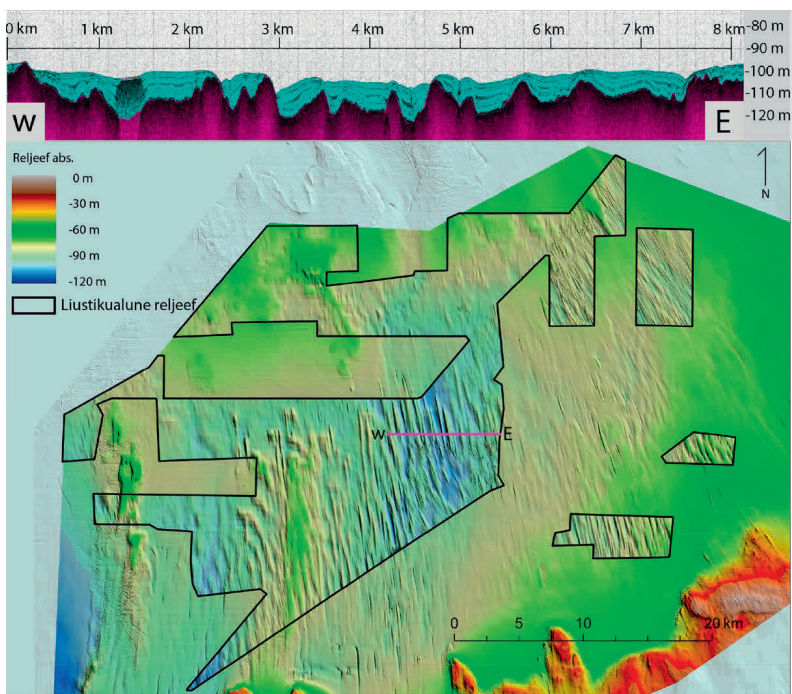 0 km 1 km 2 km 3 km 4 km 5 km 6 km 7 km 8 km
-80 m
-90 m
-100 m
-110 m
-120 m
W E
Reljeef abs.
0 m
-30 m
-60 m
-90 m
-120 m
Liustikualune reljeef
N
W E
0 5 10 20 km